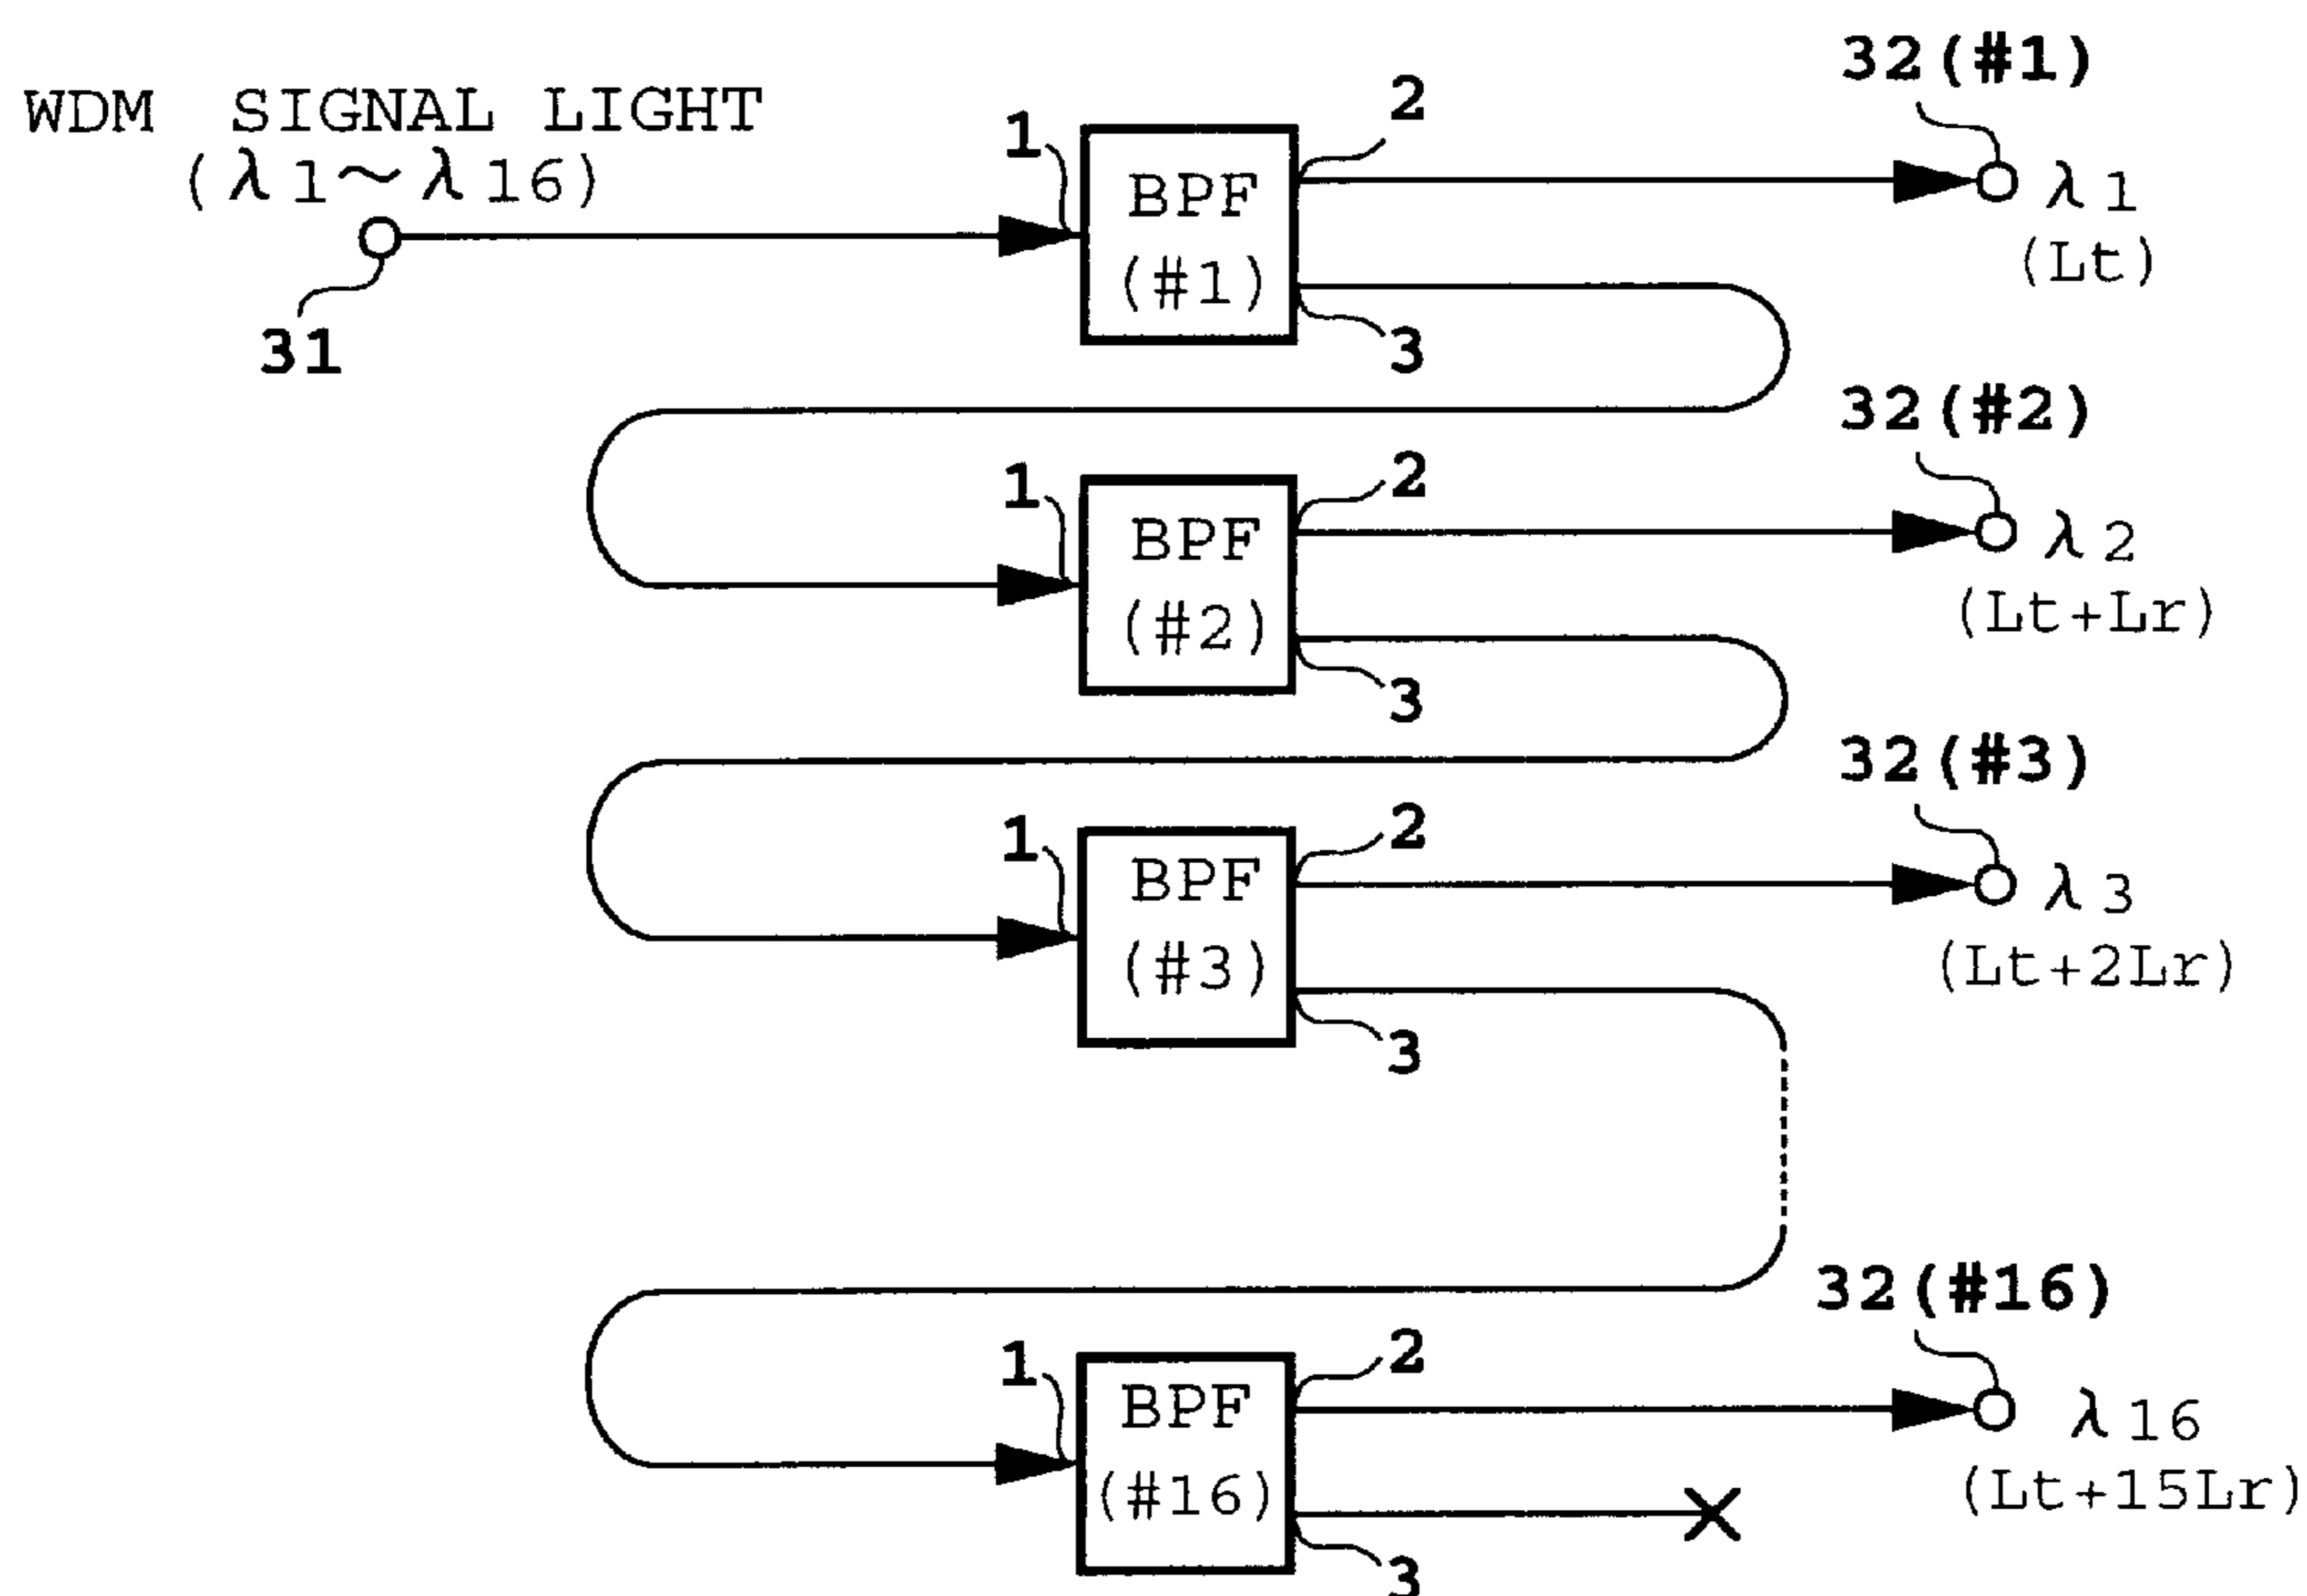 WDM SIGNAL LIGHT
(λ1～λ16)
31
1
BPF
(#1)
2
3
32(#1)
λ1
(Lt)
1
BPF
(#2)
2
3
32(#2)
λ2
(Lt+Lr)
1
BPF
(#3)
2
3
32(#3)
λ3
(Lt+2Lr)
1
BPF
(#16)
2
3
32(#16)
λ16
(Lt+15Lr)